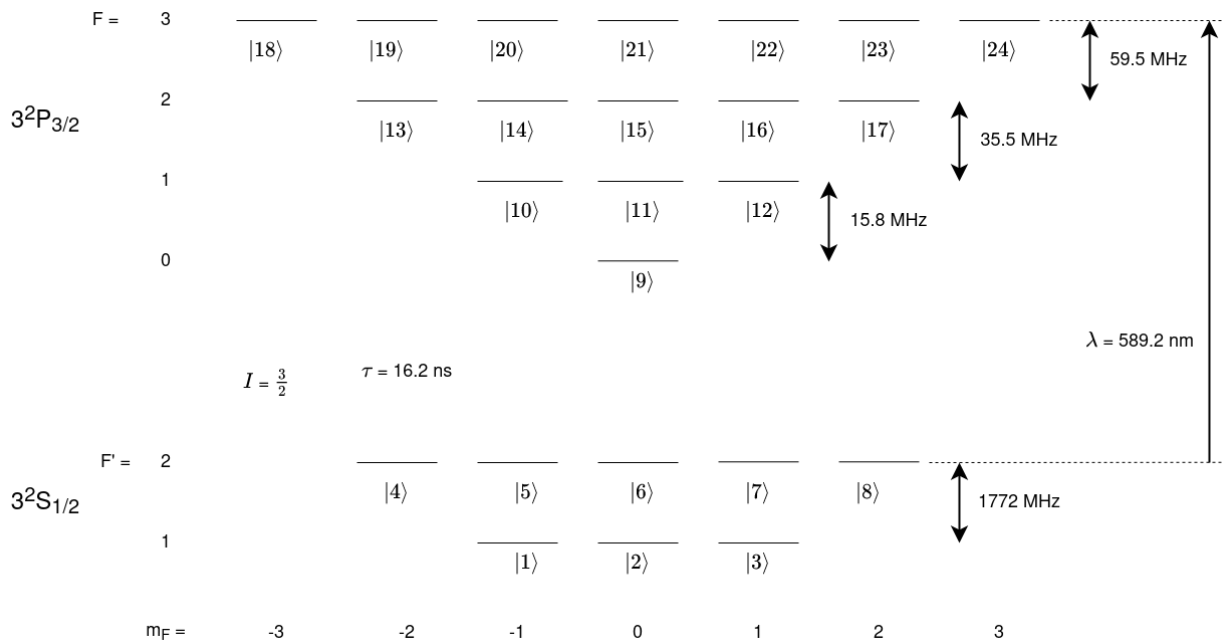 F = 3
|18⟩ |19⟩ |20⟩ |21⟩ |22⟩ |23⟩ |24⟩
59.5 MHz
3²P₃/₂
2
|13⟩ |14⟩ |15⟩ |16⟩ |17⟩
35.5 MHz
1
|10⟩ |11⟩ |12⟩
15.8 MHz
0
|9⟩
λ = 589.2 nm
I = 3/2
τ = 16.2 ns
F' = 2
|4⟩ |5⟩ |6⟩ |7⟩ |8⟩
3²S₁/₂
1772 MHz
1
|1⟩ |2⟩ |3⟩
m_F = -3 -2 -1 0 1 2 3